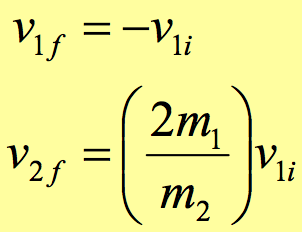 v₁f = −v₁ᵢ
v₂f = (2m₁ / m₂) v₁ᵢ